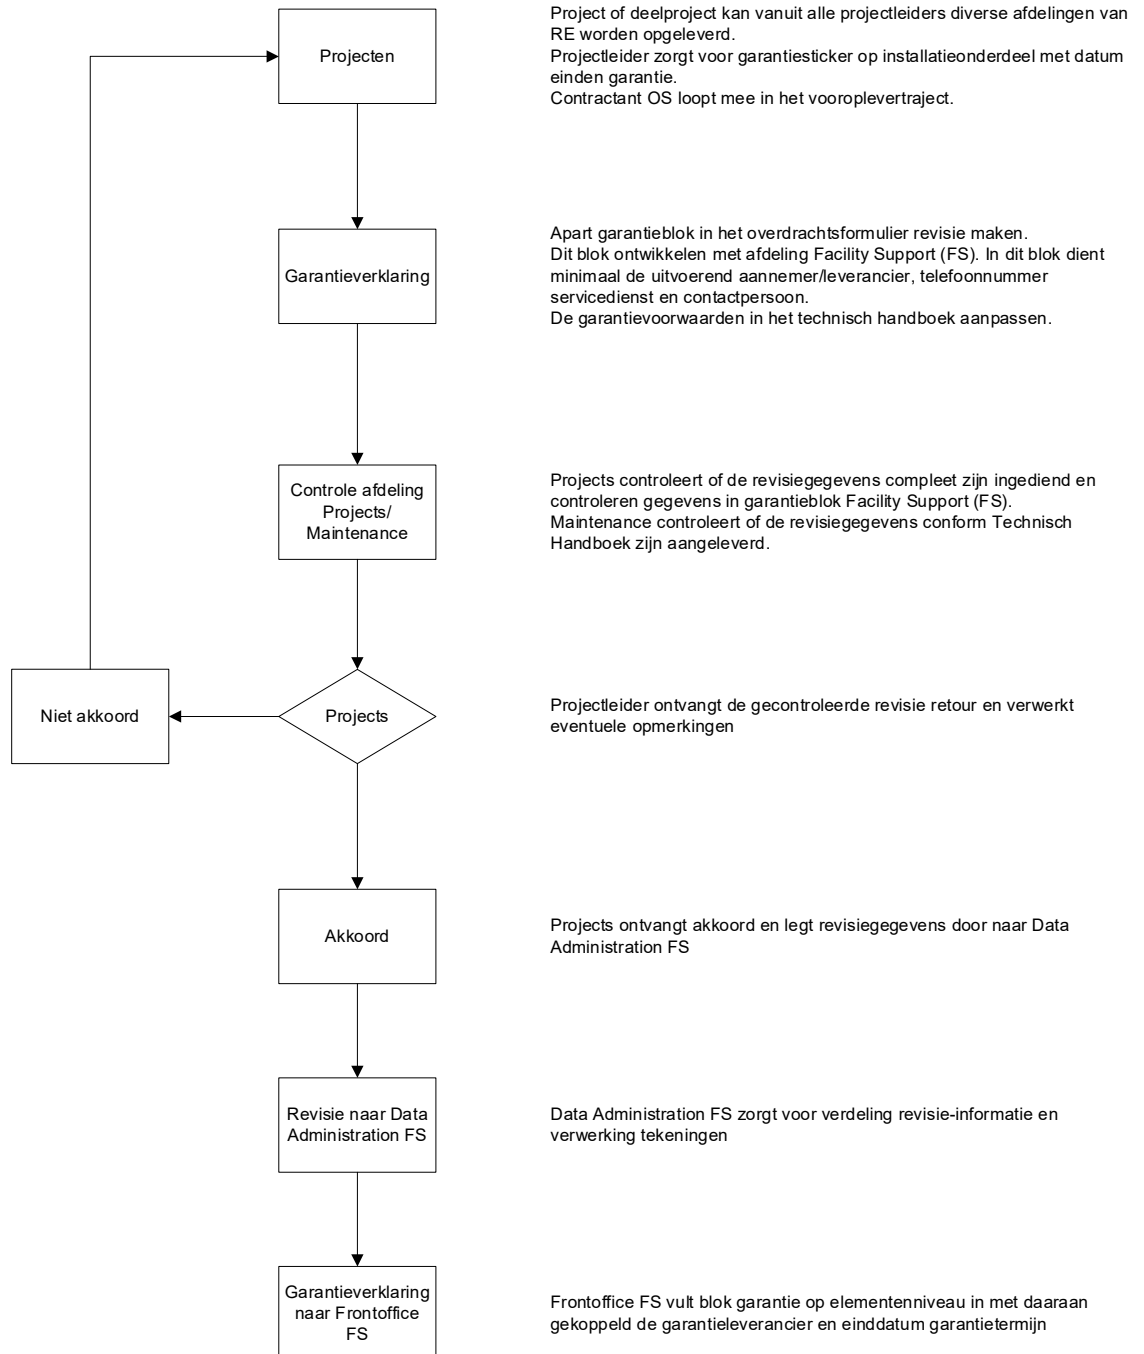 Projecten
Project of deelproject kan vanuit alle projectleiders diverse afdelingen van
RE worden opgeleverd.
Projectleider zorgt voor garantiesticker op installatieonderdeel met datum
einden garantie.
Contractant OS loopt mee in het vooroplevertraject.
Garantieverklaring
Apart garantieblok in het overdrachtsformulier revisie maken.
Dit blok ontwikkelen met afdeling Facility Support (FS). In dit blok dient
minimaal de uitvoerend aannemer/leverancier, telefoonnummer
servicedienst en contactpersoon.
De garantievoorwaarden in het technisch handboek aanpassen.
Controle afdeling
Projects/
Maintenance
Projects controleert of de revisiegegevens compleet zijn ingediend en
controleren gegevens in garantieblok Facility Support (FS).
Maintenance controleert of de revisiegegevens conform Technisch
Handboek zijn aangeleverd.
Niet akkoord
Projects
Projectleider ontvangt de gecontroleerde revisie retour en verwerkt
eventuele opmerkingen
Akkoord
Projects ontvangt akkoord en legt revisiegegevens door naar Data
Administration FS
Revisie naar Data
Administration FS
Data Administration FS zorgt voor verdeling revisie-informatie en
verwerking tekeningen
Garantieverklaring
naar Frontoffice
FS
Frontoffice FS vult blok garantie op elementenniveau in met daaraan
gekoppeld de garantieleverancier en einddatum garantietermijn